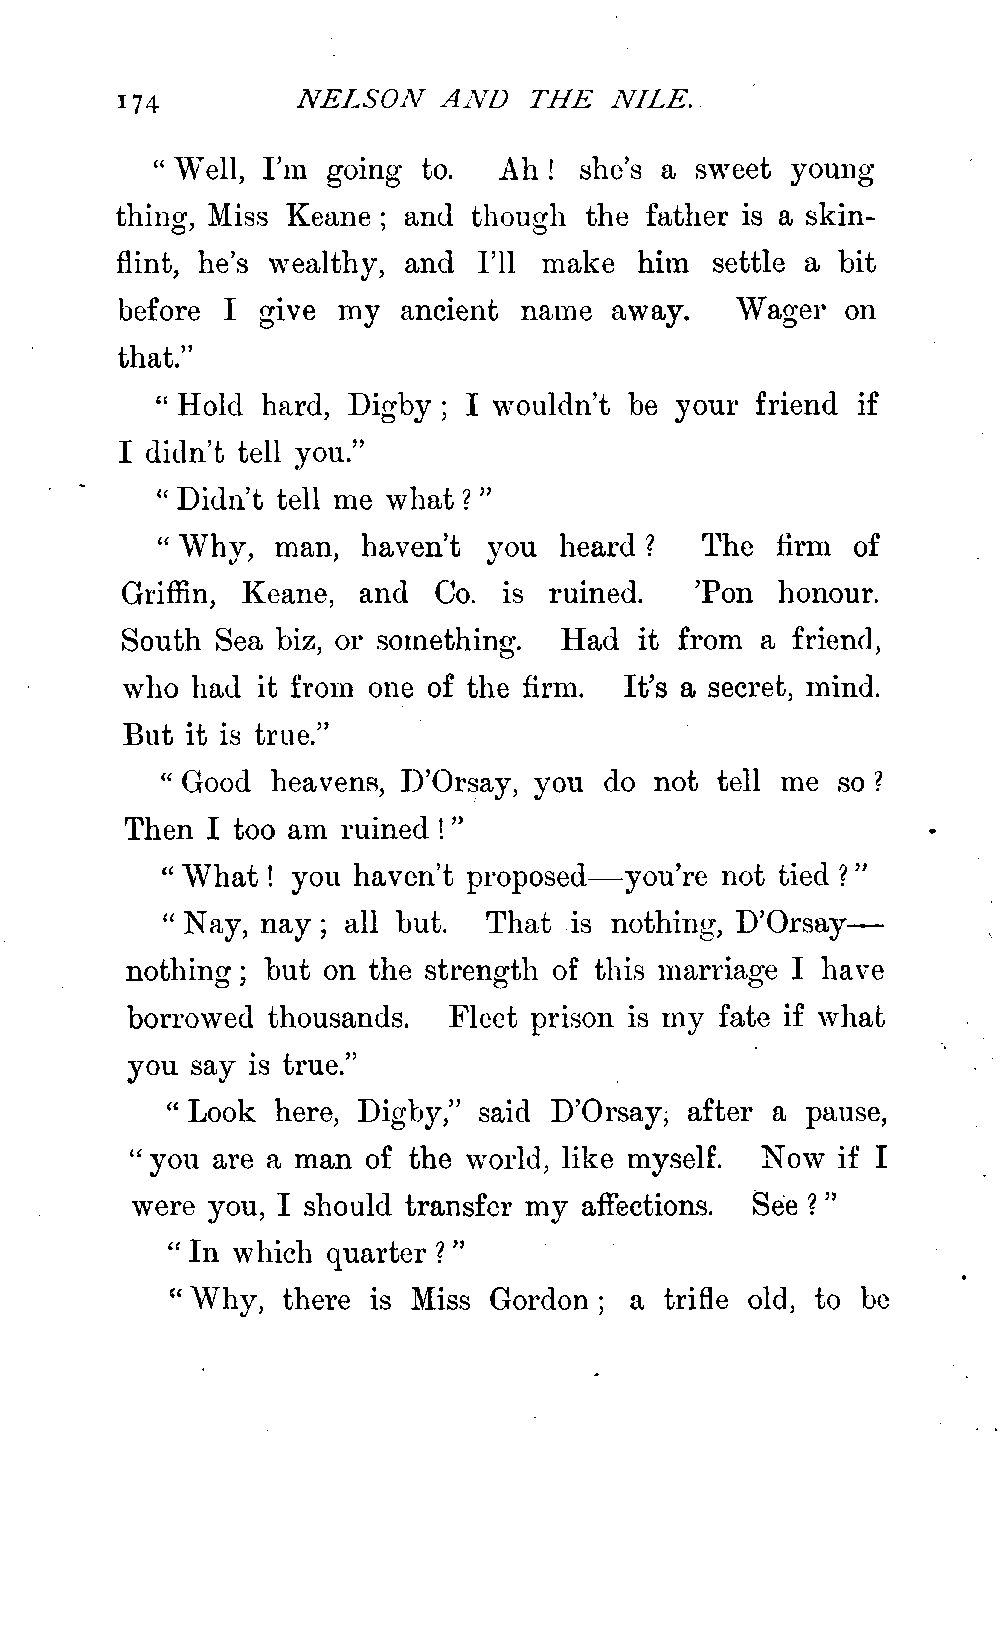 174 NELSON AND THE NILE.
“Well, I'm going to. Ah! she's a sweet young
thing, Miss Keane; and though the father is a skin-
flint, he's wealthy, and I'll make him settle a bit
before I give my ancient name away. Wager on
that.”
“Hold hard, Digby; I wouldn't be your friend if
I didn't tell you.”
“Didn't tell me what?”
“Why, man, haven't you heard? The firm of
Griffin, Keane, and Co. is ruined. 'Pon honour.
South Sea biz, or something. Had it from a friend,
who had it from one of the firm. It's a secret, mind.
But it is true.”
“Good heavens, D'Orsay, you do not tell me so?
Then I too am ruined!”
“What! you haven't proposed—you're not tied?”
“Nay, nay; all but. That is nothing, D'Orsay—
nothing; but on the strength of this marriage I have
borrowed thousands. Fleet prison is my fate if what
you say is true.”
“Look here, Digby,” said D'Orsay, after a pause,
“you are a man of the world, like myself. Now if I
were you, I should transfer my affections. See?”
“In which quarter?”
“Why, there is Miss Gordon; a trifle old, to be